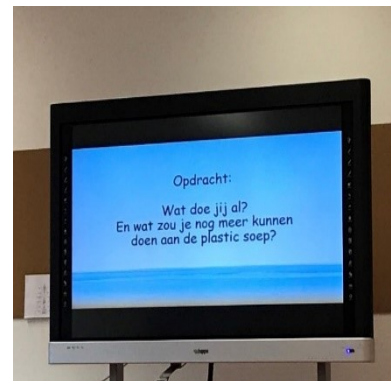 Opdracht:
Wat doe jij al?
En wat zou je nog meer kunnen
doen aan de plastic soep?